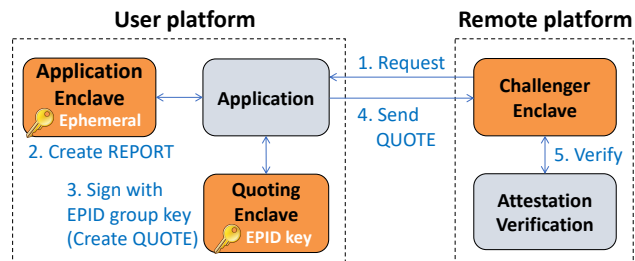 User platform
Remote platform
Application
Enclave
Ephemeral
Application
1. Request
Challenger
Enclave
4. Send
QUOTE
2. Create REPORT
3. Sign with
EPID group key
(Create QUOTE)
Quoting
Enclave
EPID key
5. Verify
Attestation
Verification